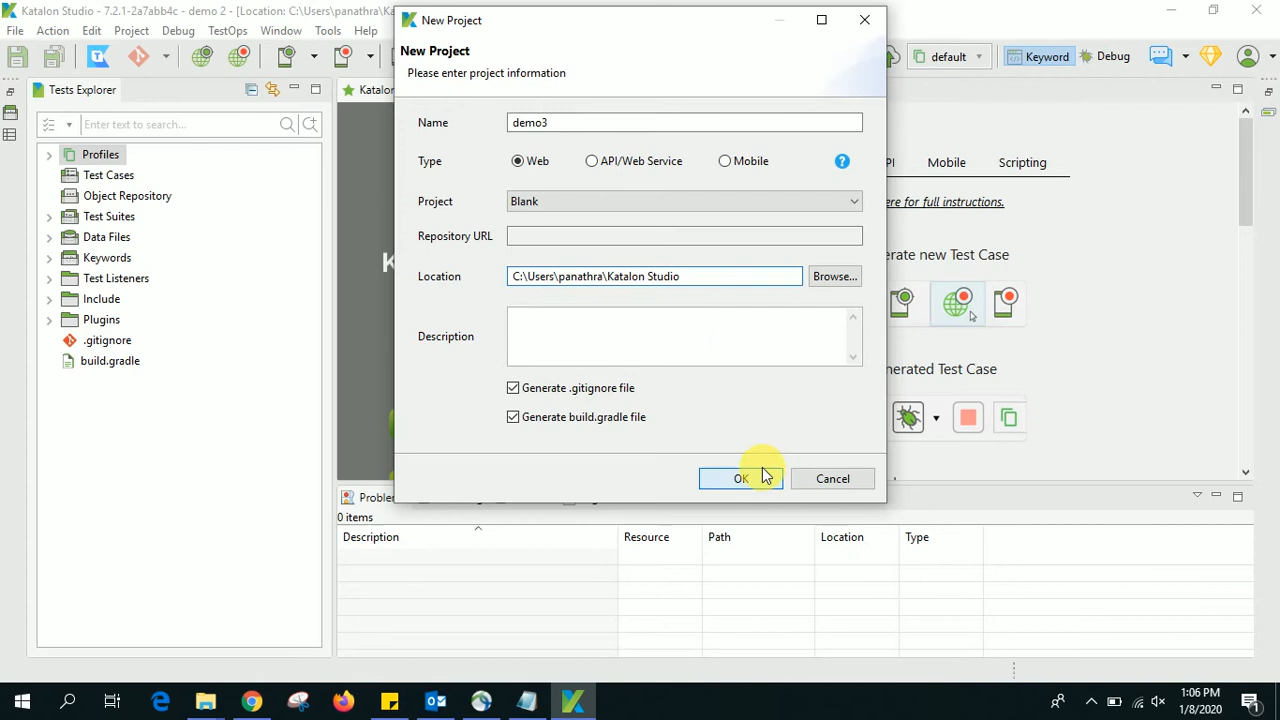 Katalon Studio - 7.2.1-2a7abb4c - demo 2 - [Location: C:\Users\panathra\K
New Project
File Action Edit Project Debug TestOps Window Tools Help
default Keyword Debug
New Project
Please enter project information
Tests Explorer
Enter text to search...
Profiles
Test Cases
Object Repository
Test Suites
Data Files
Keywords
Test Listeners
Include
Plugins
.gitignore
build.gradle
Katalon
Name demo3
Type Web API/Web Service Mobile ?
Project Blank
Repository URL
Location C:\Users\panathra\Katalon Studio Browse...
Description
Generate .gitignore file
Generate build.gradle file
OK Cancel
PI Mobile Scripting
ere for full instructions.
K
erate new Test Case
nerated Test Case
Problem
0 items
Description Resource Path Location Type
1:06 PM
1/8/2020
1